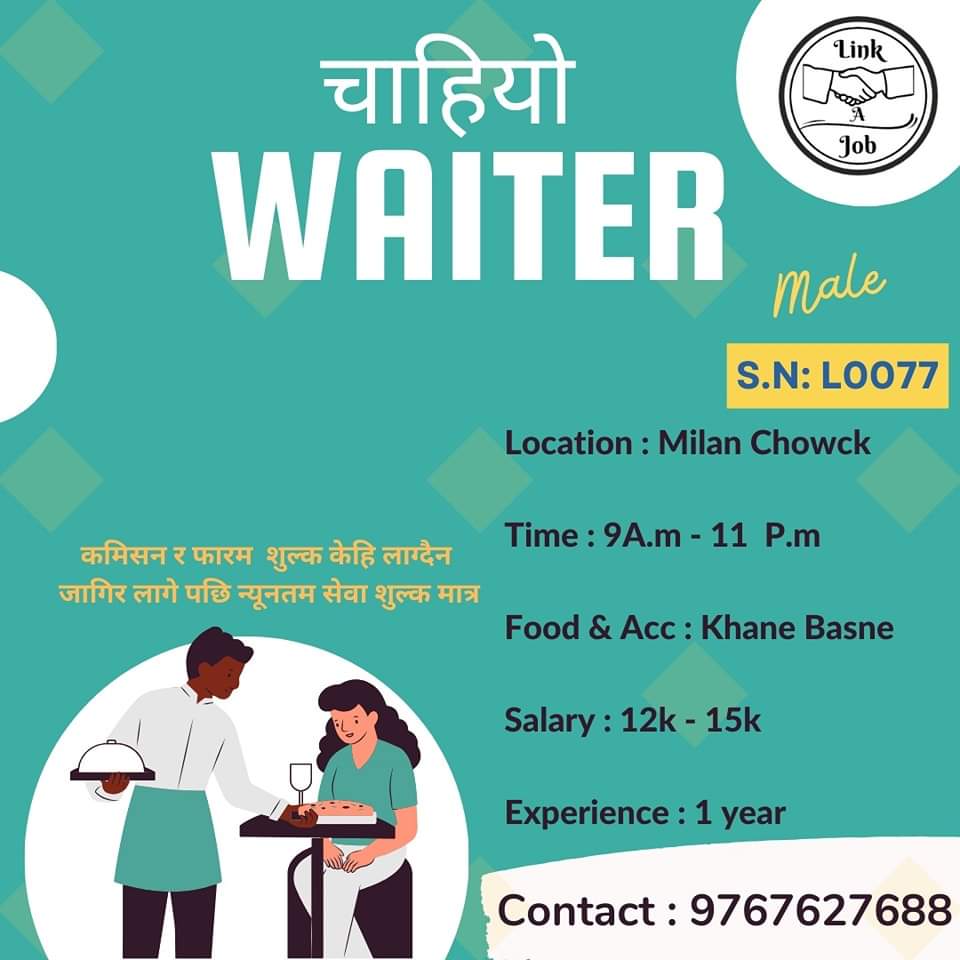 चाहियो
Link
A
Job
WAITER
Male
S.N: L0077
Location : Milan Chowck
Time : 9A.m - 11 P.m
कमिसन र फारम शुल्क केहि लाग्दैन
जागिर लागे पछि न्यूनतम सेवा शुल्क मात्र
Food & Acc : Khane Basne
Salary : 12k - 15k
Experience : 1 year
Contact : 9767627688